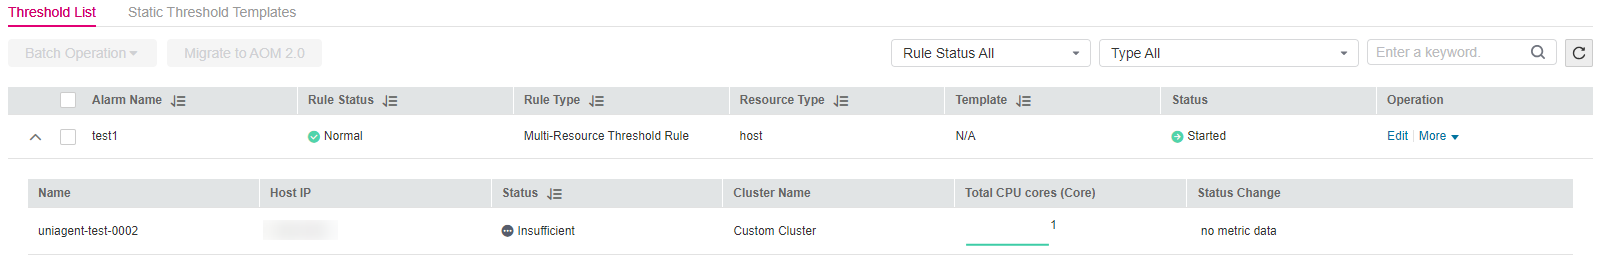 Threshold List Static Threshold Templates
Batch Operation Migrate to AOM 2.0 Rule Status All Type All Enter a keyword.
Alarm Name Rule Status Rule Type Resource Type Template Status Operation
test1 Normal Multi-Resource Threshold Rule host N/A Started Edit More
Name Host IP Status Cluster Name Total CPU cores (Core) Status Change
uniagent-test-0002 Insufficient Custom Cluster 1 no metric data